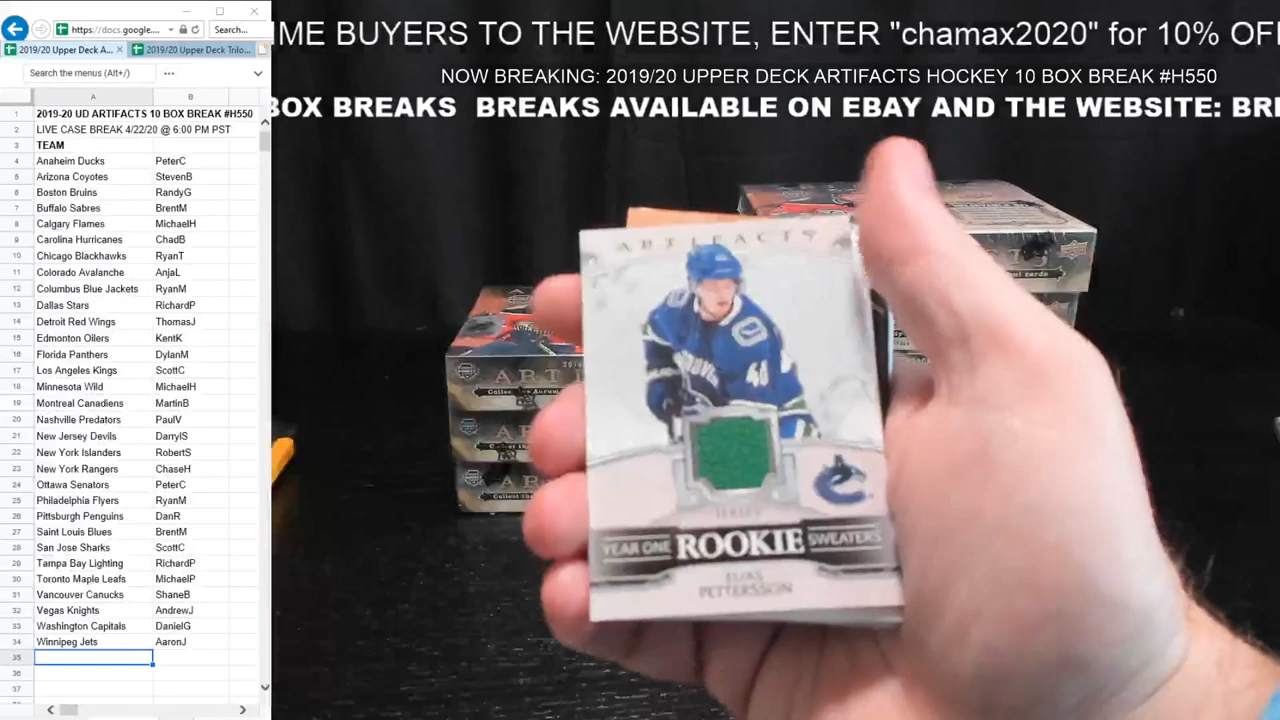 https://docs.google....
Search...
2019/20 Upper Deck A...
2019/20 Upper Deck Trilo...
Search the menus (Alt+/)
A B
1 2019-20 UD ARTIFACTS 10 BOX BREAK #H550
2 LIVE CASE BREAK 4/22/20 @ 6:00 PM PST
3 TEAM
4 Anaheim Ducks PeterC
5 Arizona Coyotes StevenB
6 Boston Bruins RandyG
7 Buffalo Sabres BrentM
8 Calgary Flames MichaelH
9 Carolina Hurricanes ChadB
10 Chicago Blackhawks RyanT
11 Colorado Avalanche AnjaL
12 Columbus Blue Jackets RyanM
13 Dallas Stars RichardP
14 Detroit Red Wings ThomasJ
15 Edmonton Oilers KentK
16 Florida Panthers DylanM
17 Los Angeles Kings ScottC
18 Minnesota Wild MichaelH
19 Montreal Canadiens MartinB
20 Nashville Predators PaulV
21 New Jersey Devils DarrylS
22 New York Islanders RobertS
23 New York Rangers ChaseH
24 Ottawa Senators PeterC
25 Philadelphia Flyers RyanM
26 Pittsburgh Penguins DanR
27 Saint Louis Blues BrentM
28 San Jose Sharks ScottC
29 Tampa Bay Lighting RichardP
30 Toronto Maple Leafs MichaelP
31 Vancouver Canucks ShaneB
32 Vegas Knights AndrewJ
33 Washington Capitals DanielG
34 Winnipeg Jets AaronJ
35
36
37
IME BUYERS TO THE WEBSITE, ENTER "chamax2020" for 10% OF
NOW BREAKING: 2019/20 UPPER DECK ARTIFACTS HOCKEY 10 BOX BREAK #H550
BOX BREAKS BREAKS AVAILABLE ON EBAY AND THE WEBSITE: BR
ARTIFACTS
40
JERSEY
YEAR ONE ROOKIE SWEATERS
ELIAS
PETTERSSON